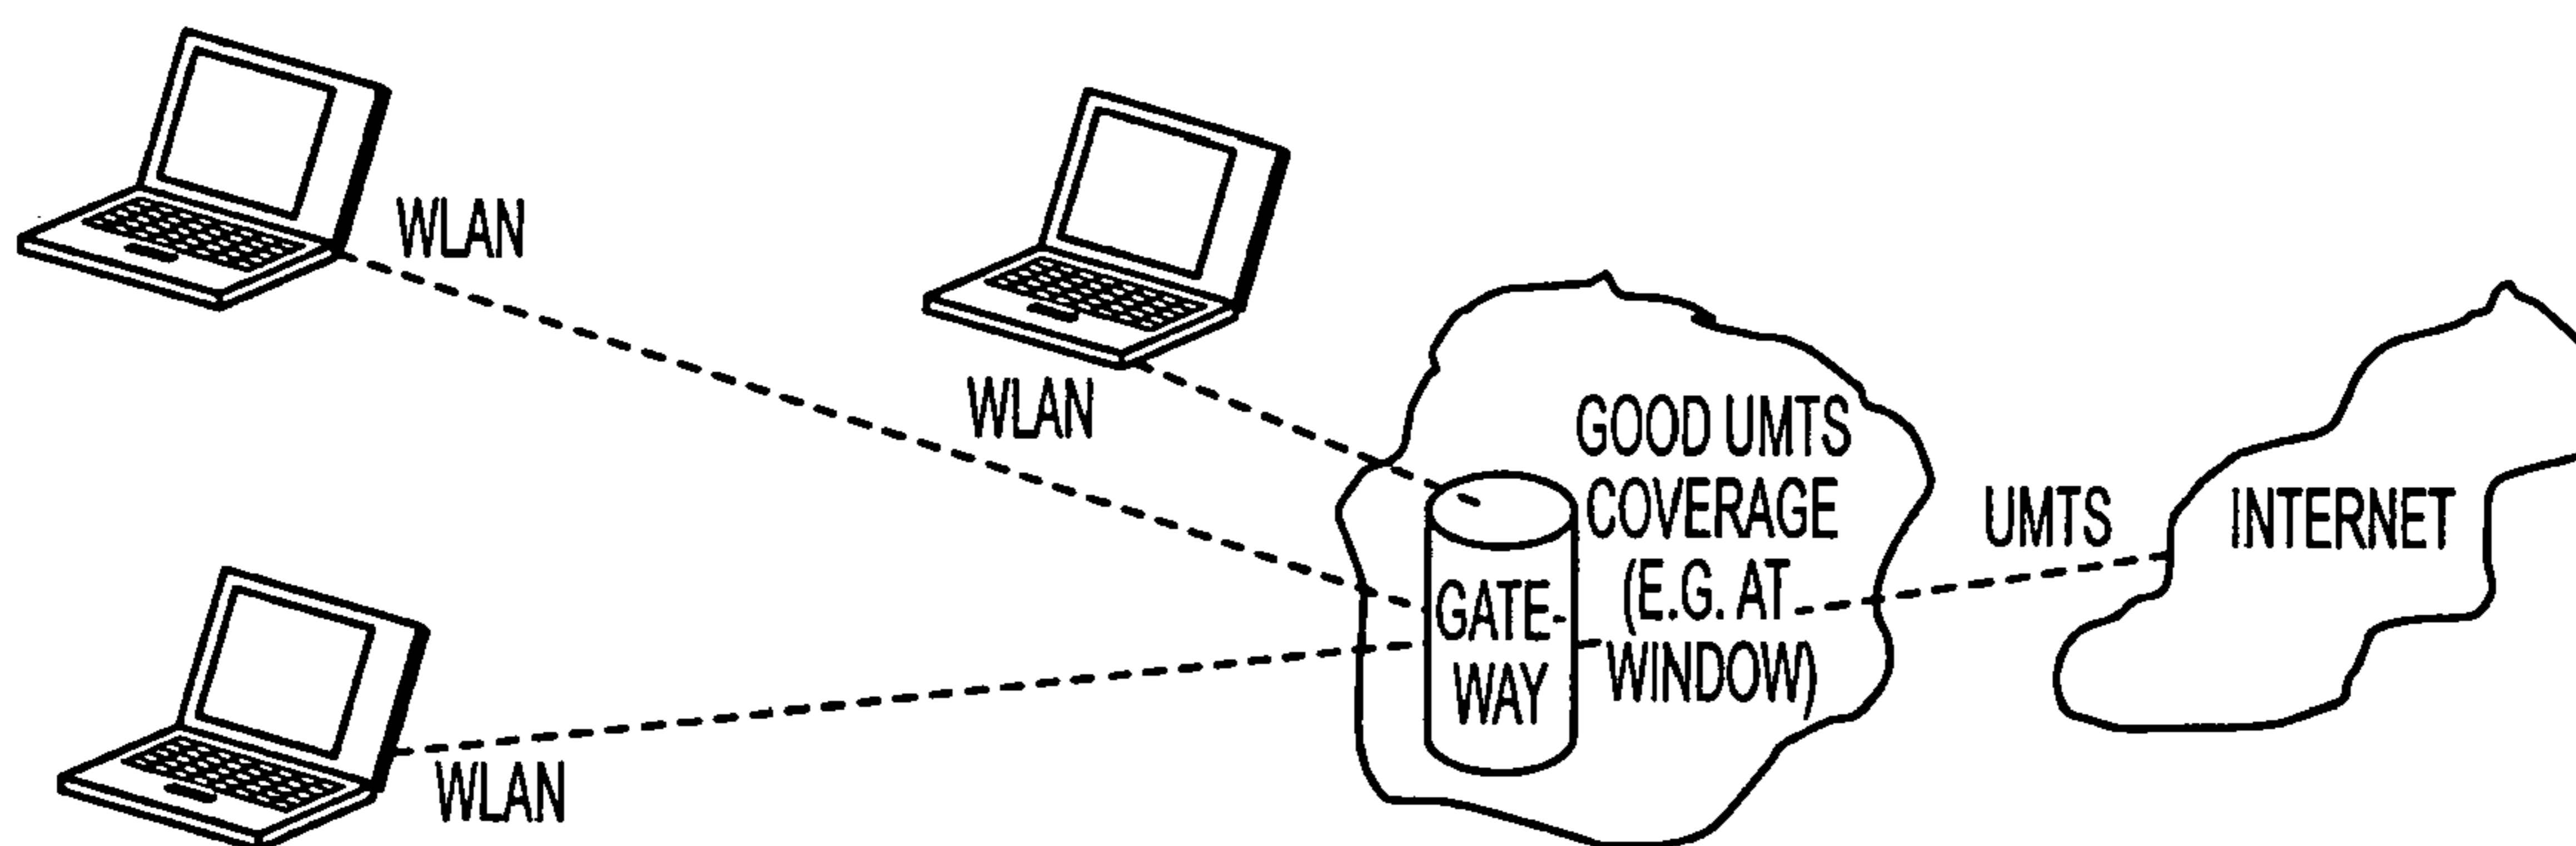 WLAN
WLAN
GOOD UMTS
COVERAGE
(E.G. AT
WINDOW)
GATE-
WAY
UMTS
INTERNET
WLAN